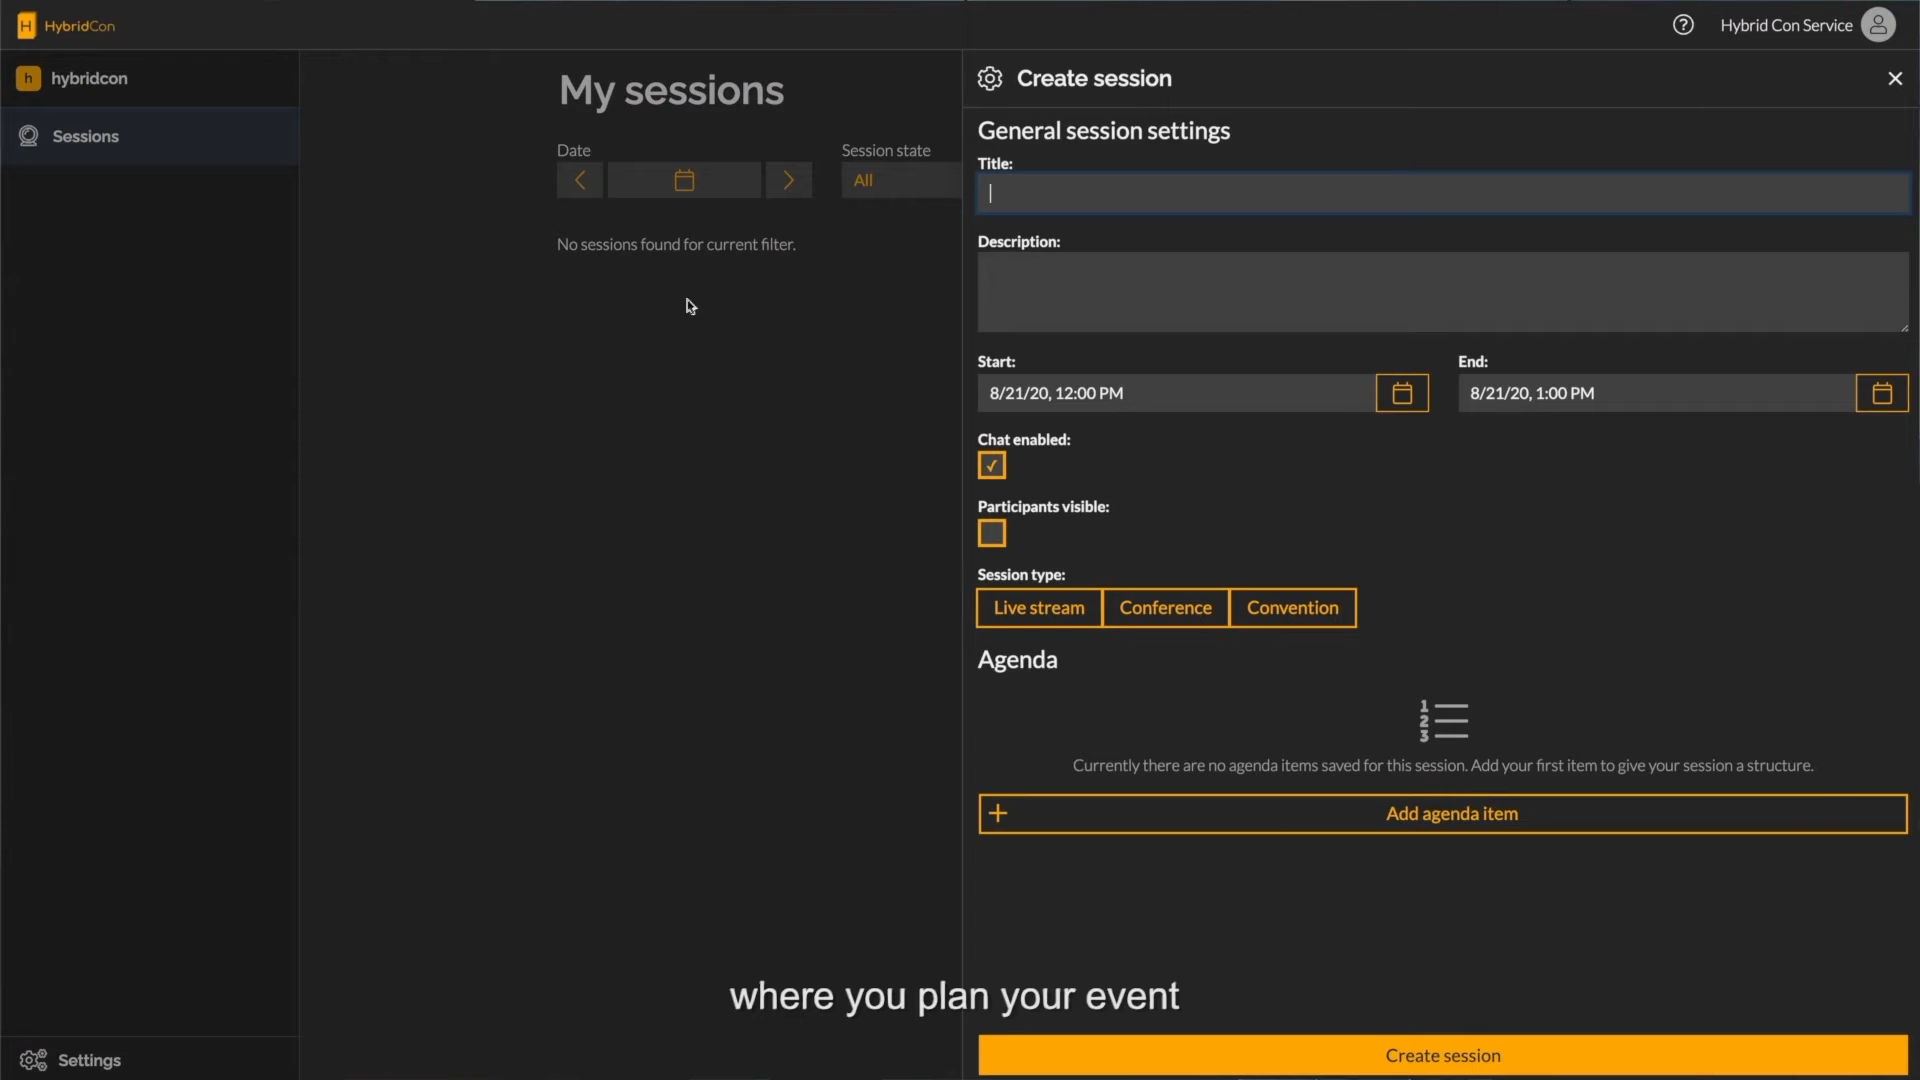 H HybridCon
Hybrid Con Service
h hybridcon
Sessions
Settings
My sessions
Date
Session state
All
No sessions found for current filter.
Create session
General session settings
Title:
Description:
Start:
End:
8/21/20, 12:00 PM
8/21/20, 1:00 PM
Chat enabled:
Participants visible:
Session type:
Live stream
Conference
Convention
Agenda
1
2
3
Currently there are no agenda items saved for this session. Add your first item to give your session a structure.
Add agenda item
where you plan your event
Create session